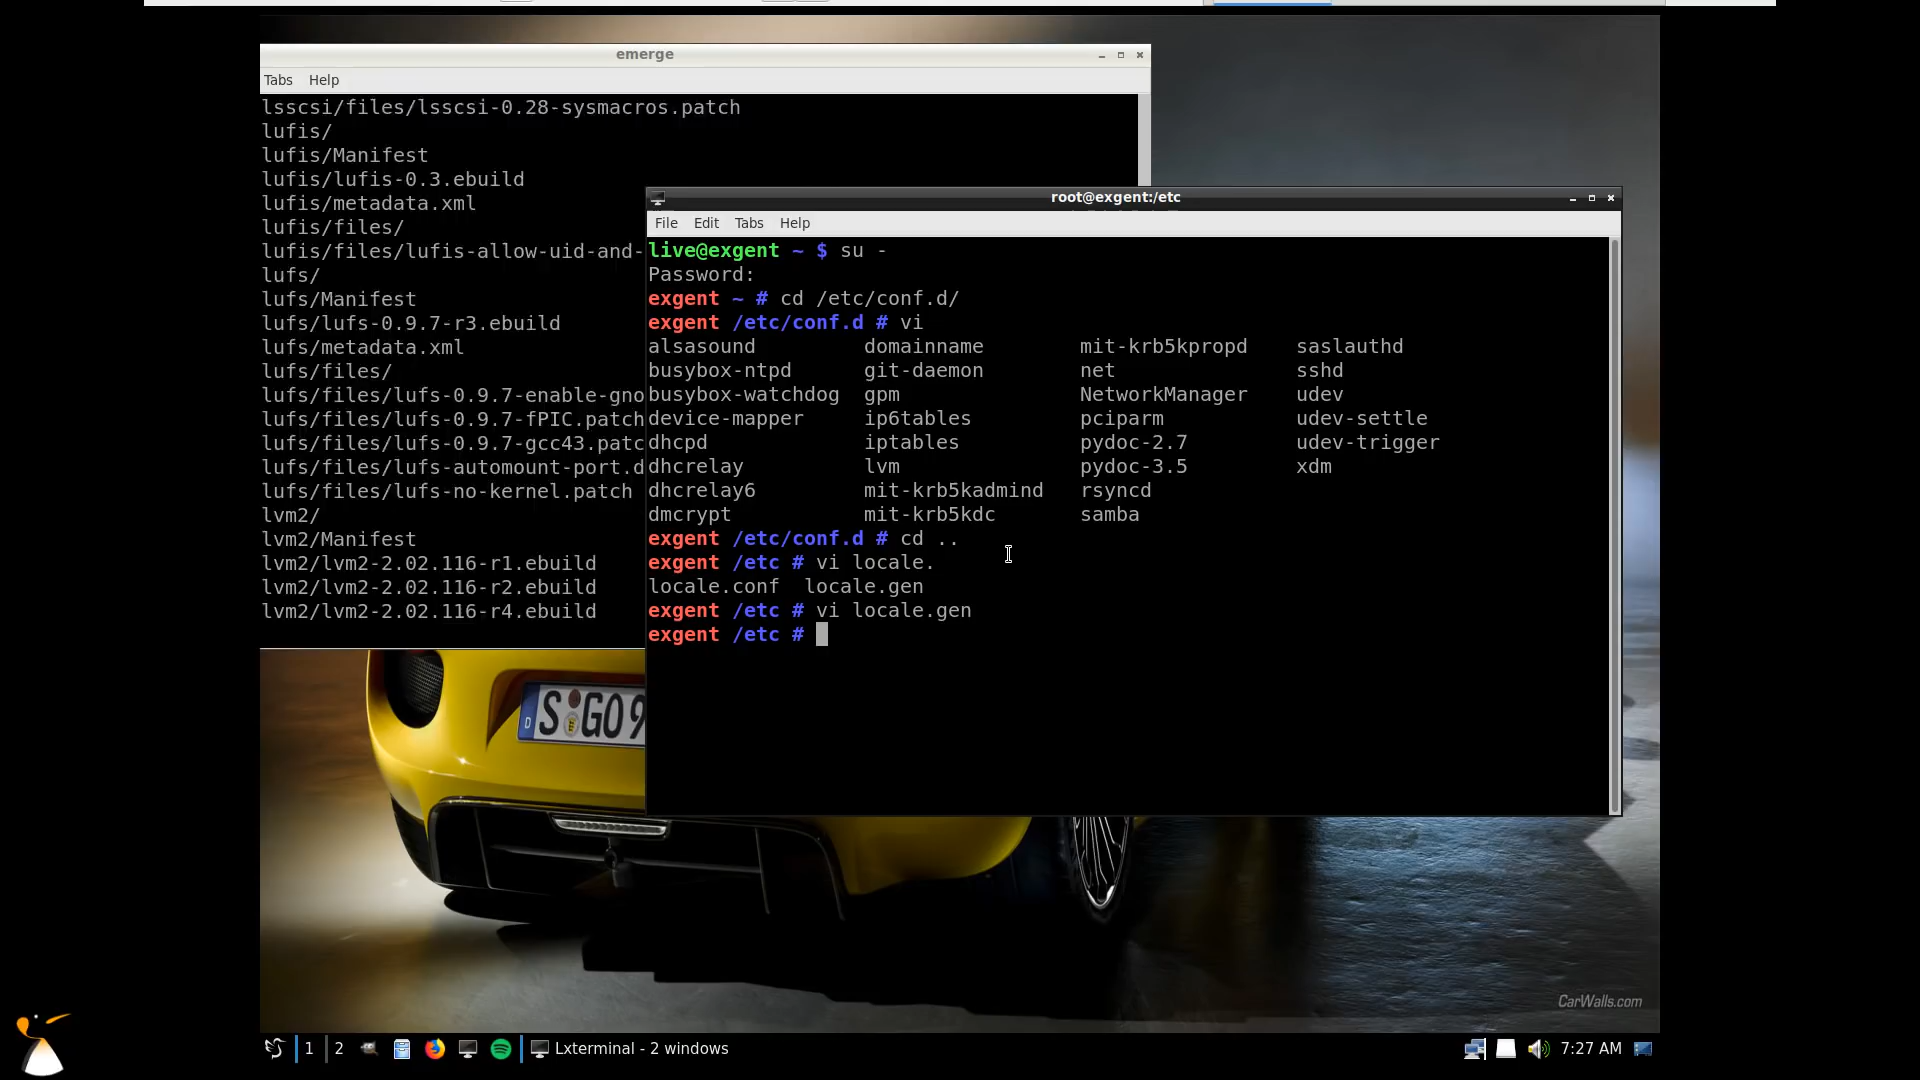 emerge
Tabs Help
lsscsi/files/lsscsi-0.28-sysmacros.patch
lufis/
lufis/Manifest
lufis/lufis-0.3.ebuild
lufis/metadata.xml
lufis/files/
lufis/files/lufis-allow-uid-and-
lufs/
lufs/Manifest
lufs/lufs-0.9.7-r3.ebuild
lufs/metadata.xml
lufs/files/
lufs/files/lufs-0.9.7-enable-gno
lufs/files/lufs-0.9.7-fPIC.patch
lufs/files/lufs-0.9.7-gcc43.patc
lufs/files/lufs-automount-port.d
lufs/files/lufs-no-kernel.patch
lvm2/
lvm2/Manifest
lvm2/lvm2-2.02.116-r1.ebuild
lvm2/lvm2-2.02.116-r2.ebuild
lvm2/lvm2-2.02.116-r4.ebuild
root@exgent:/etc
File Edit Tabs Help
live@exgent ~ $ su -
Password:
exgent ~ # cd /etc/conf.d/
exgent /etc/conf.d # vi
alsasound domainname mit-krb5kpropd saslauthd
busybox-ntpd git-daemon net sshd
busybox-watchdog gpm NetworkManager udev
device-mapper ip6tables pciparm udev-settle
dhcpd iptables pydoc-2.7 udev-trigger
dhcrelay lvm pydoc-3.5 xdm
dhcrelay6 mit-krb5kadmind rsyncd
dmcrypt mit-krb5kdc samba
exgent /etc/conf.d # cd ..
exgent /etc # vi locale.
locale.conf locale.gen
exgent /etc # vi locale.gen
exgent /etc #
D S GO 9
CarWalls.com
1 2 Lxterminal - 2 windows 7:27 AM